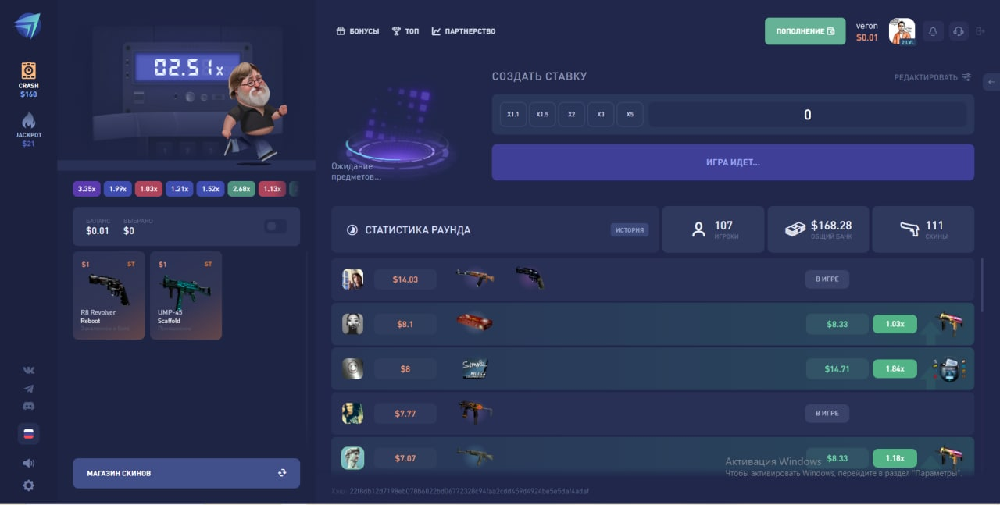 CRASH
$168
JACKPOT
$21
02.51x
3.35x 1.99x 1.03x 1.21x 1.52x 2.68x 1.13x
БАЛАНС ВЫБРАНО
$0.01 $0
$1 ST
R8 Revolver
Reboot
$1 ST
UMP-45
Scaffold
МАГАЗИН СКИНОВ
БОНУСЫ ТОП ПАРТНЕРСТВО
ПОПОЛНЕНИЕ
veron
$0.01
2 LVL
Ожидание
предметов...
СОЗДАТЬ СТАВКУ РЕДАКТИРОВАТЬ
X1.1 X1.5 X2 X3 X5 0
ИГРА ИДЕТ...
СТАТИСТИКА РАУНДА ИСТОРИЯ
107
ИГРОКИ
$168.28
ОБЩИЙ БАНК
111
СКИНЫ
$14.03 В ИГРЕ
$8.1 $8.33 1.03x
$8 $14.71 1.84x
$7.77 В ИГРЕ
$7.07 $8.33 1.18x
Активация Windows
Чтобы активировать Windows, перейдите в раздел "Параметры".
Хэш: 22f8db12d7198eb078b6022bd06772328c94faa2cdd459d4924be5e5daf4adaf